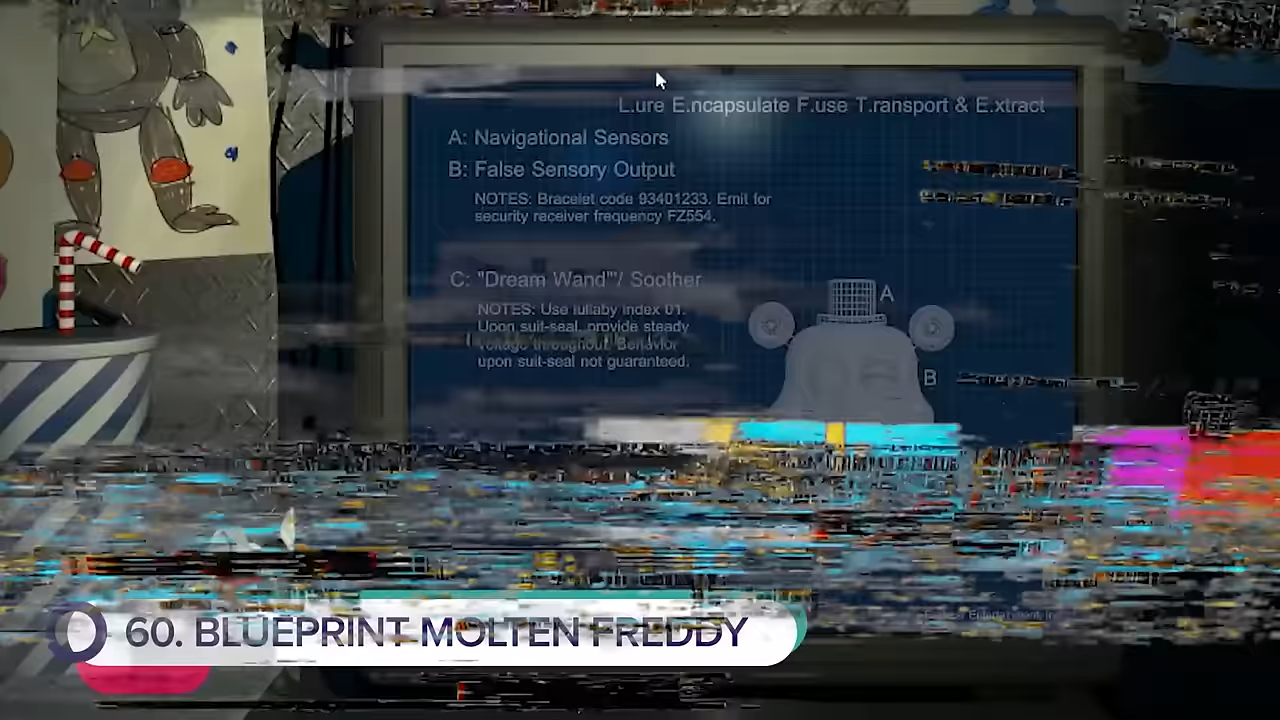 L.ure E.ncapsulate F.use T.ransport & E.xtract
A: Navigational Sensors
B: False Sensory Output
NOTES: Bracelet code 93401233. Emit for
security receiver frequency FZ554.
C: "Dream Wand"'/ Soother
NOTES: Use lullaby index 01.
Upon suit-seal, provide steady
voltage throughout. Behavior
upon suit-seal not guaranteed.
A
B
60. BLUEPRINT MOLTEN FREDDY